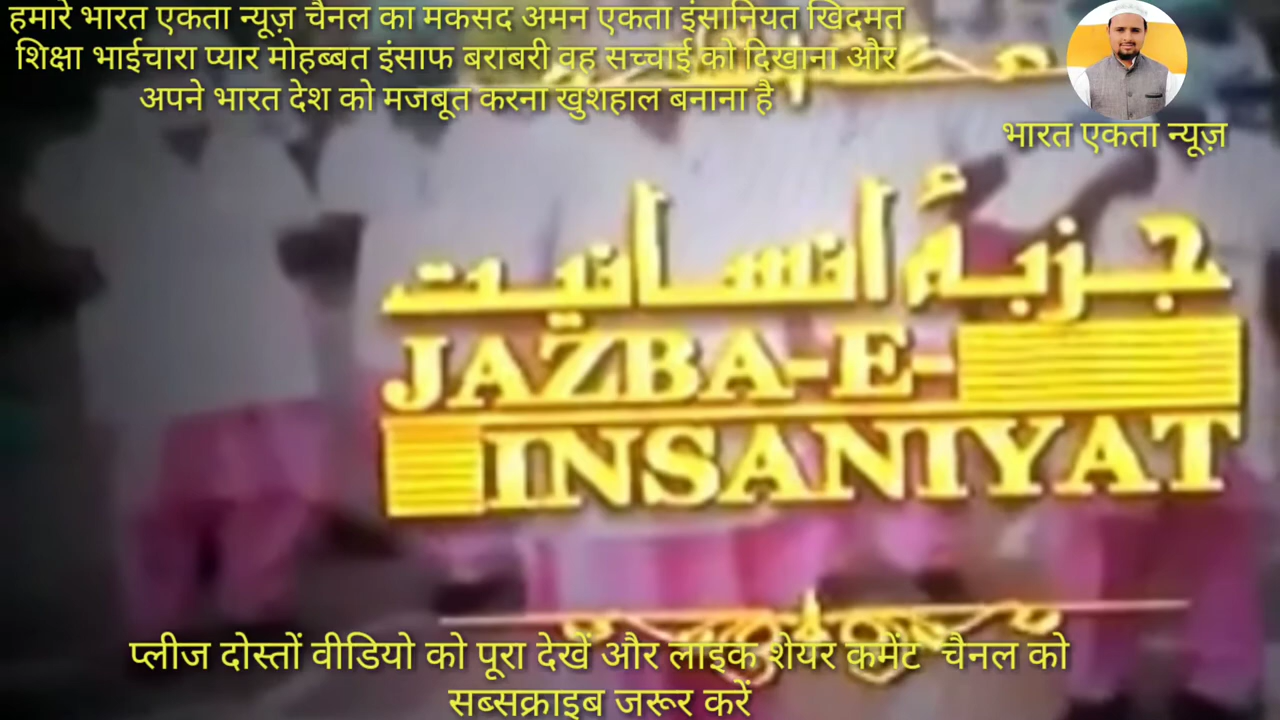 हमारे भारत एकता न्यूज़ चैनल का मकसद अमन एकता इंसानियत खिदमत
शिक्षा भाईचारा प्यार मोहब्बत इंसाफ बराबरी वह सच्चाई को दिखाना और
अपने भारत देश को मजबूत करना खुशहाल बनाना है
भारत एकता न्यूज़
جزبۂ انسانیت
JAZBA-E-
INSANIYAT
प्लीज दोस्तों वीडियो को पूरा देखें और लाइक शेयर कमेंट चैनल को
सब्सक्राइब जरूर करें